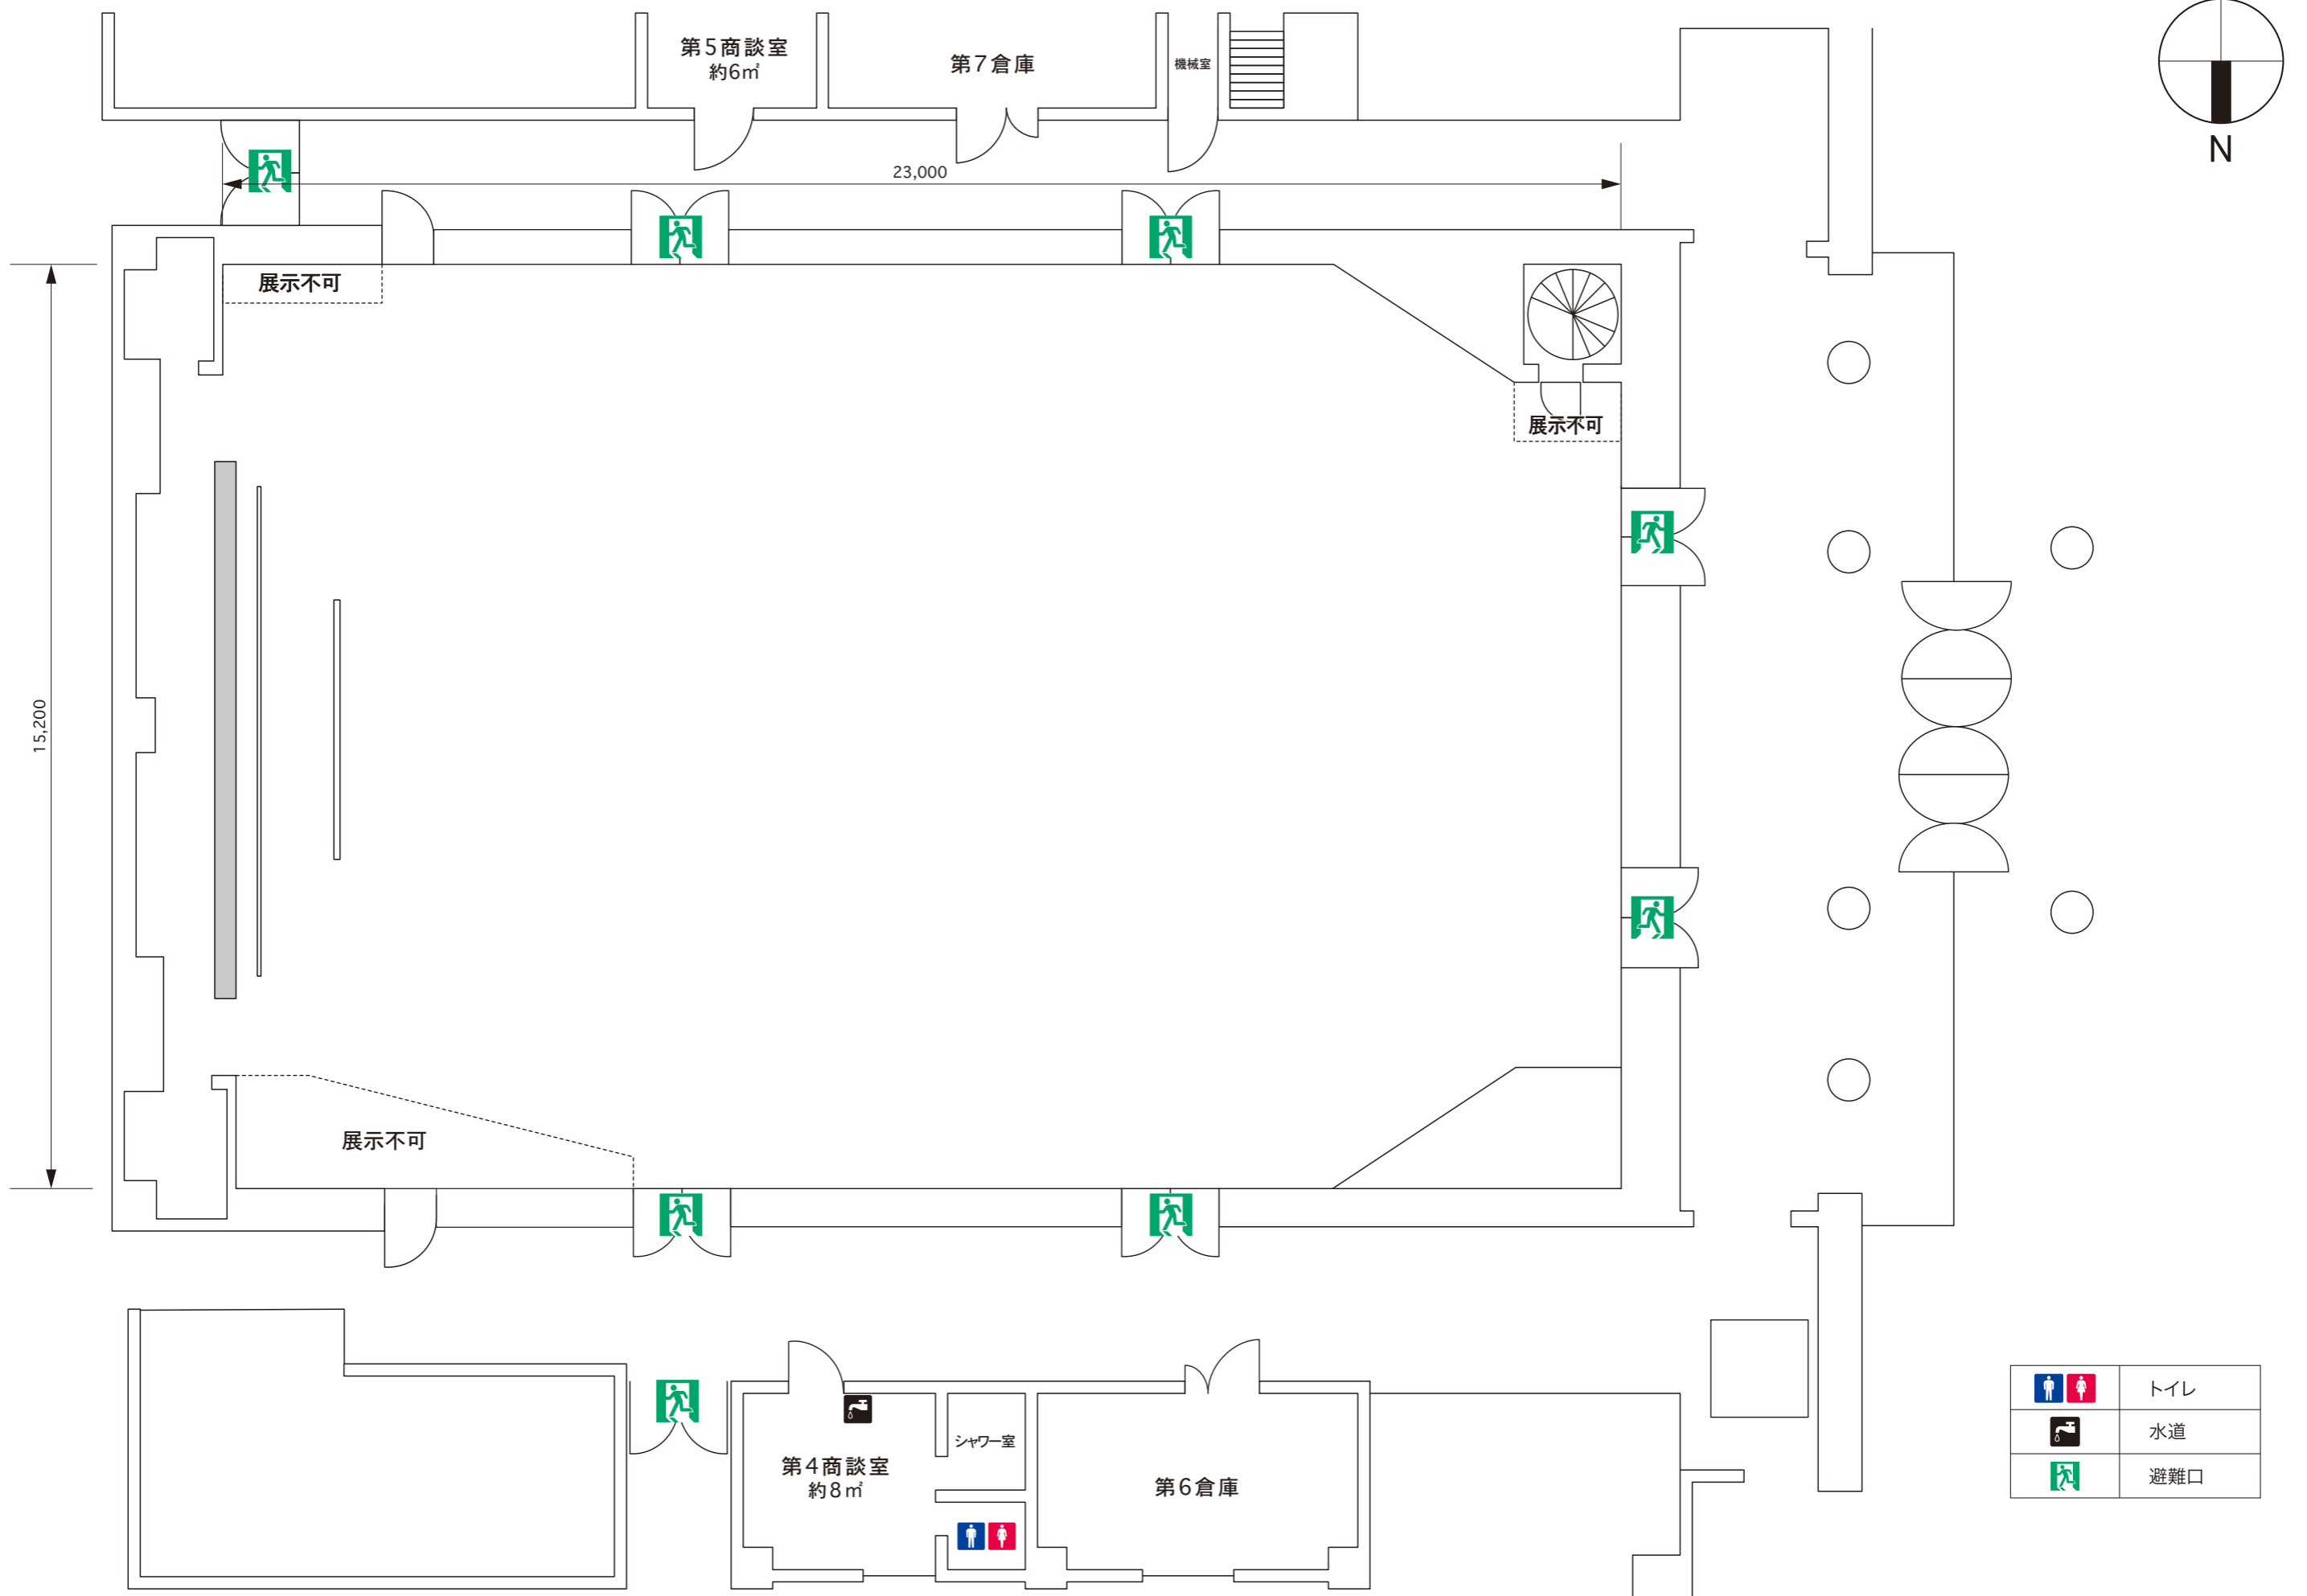 第5商談室
約6㎡
第7倉庫
機械室
N
23,000
展示不可
展示不可
15,200
展示不可
第4商談室
約8㎡
シャワー室
第6倉庫
トイレ
水道
避難口